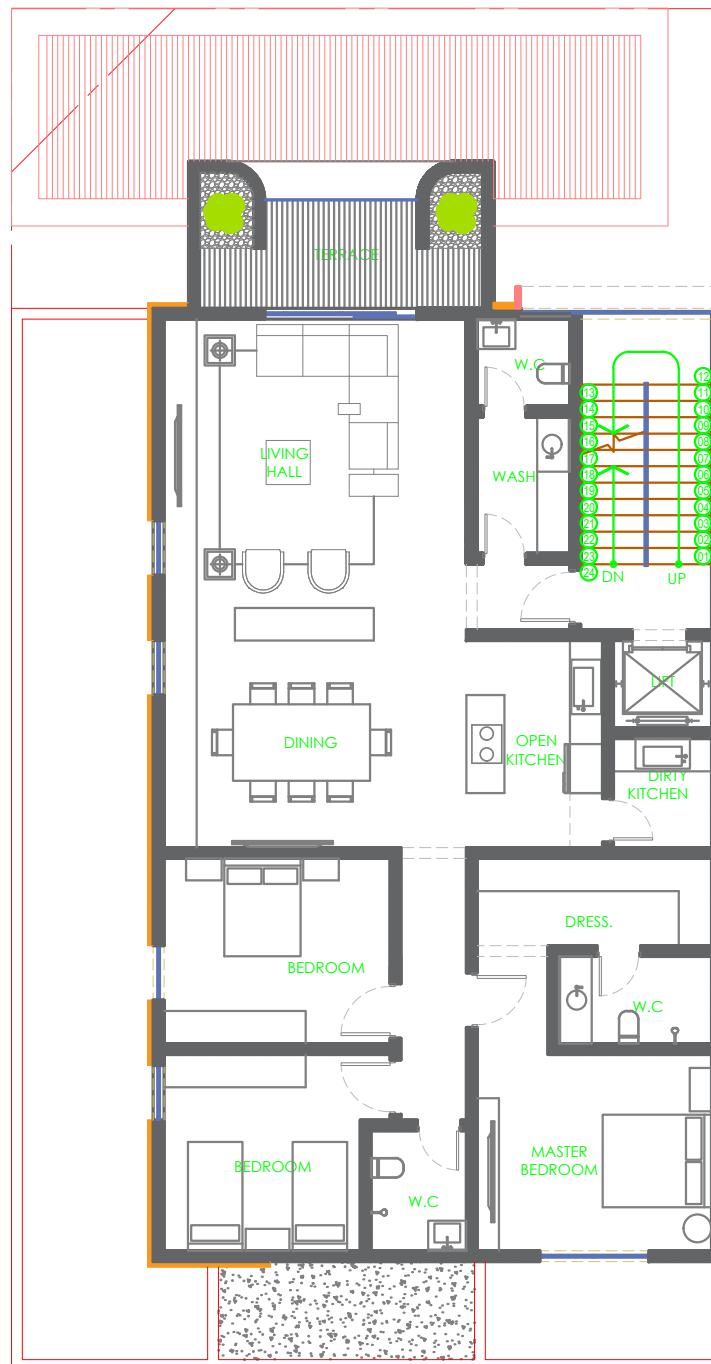 TERRACE
W.C
LIVING
HALL
WASH
12
13
11
14
10
15
09
16
08
17
07
18
06
19
05
20
04
21
03
22
02
23
01
24
DN
UP
LIFT
DINING
OPEN
KITCHEN
DIRTY
KITCHEN
DRESS.
BEDROOM
W.C
MASTER
BEDROOM
BEDROOM
W.C